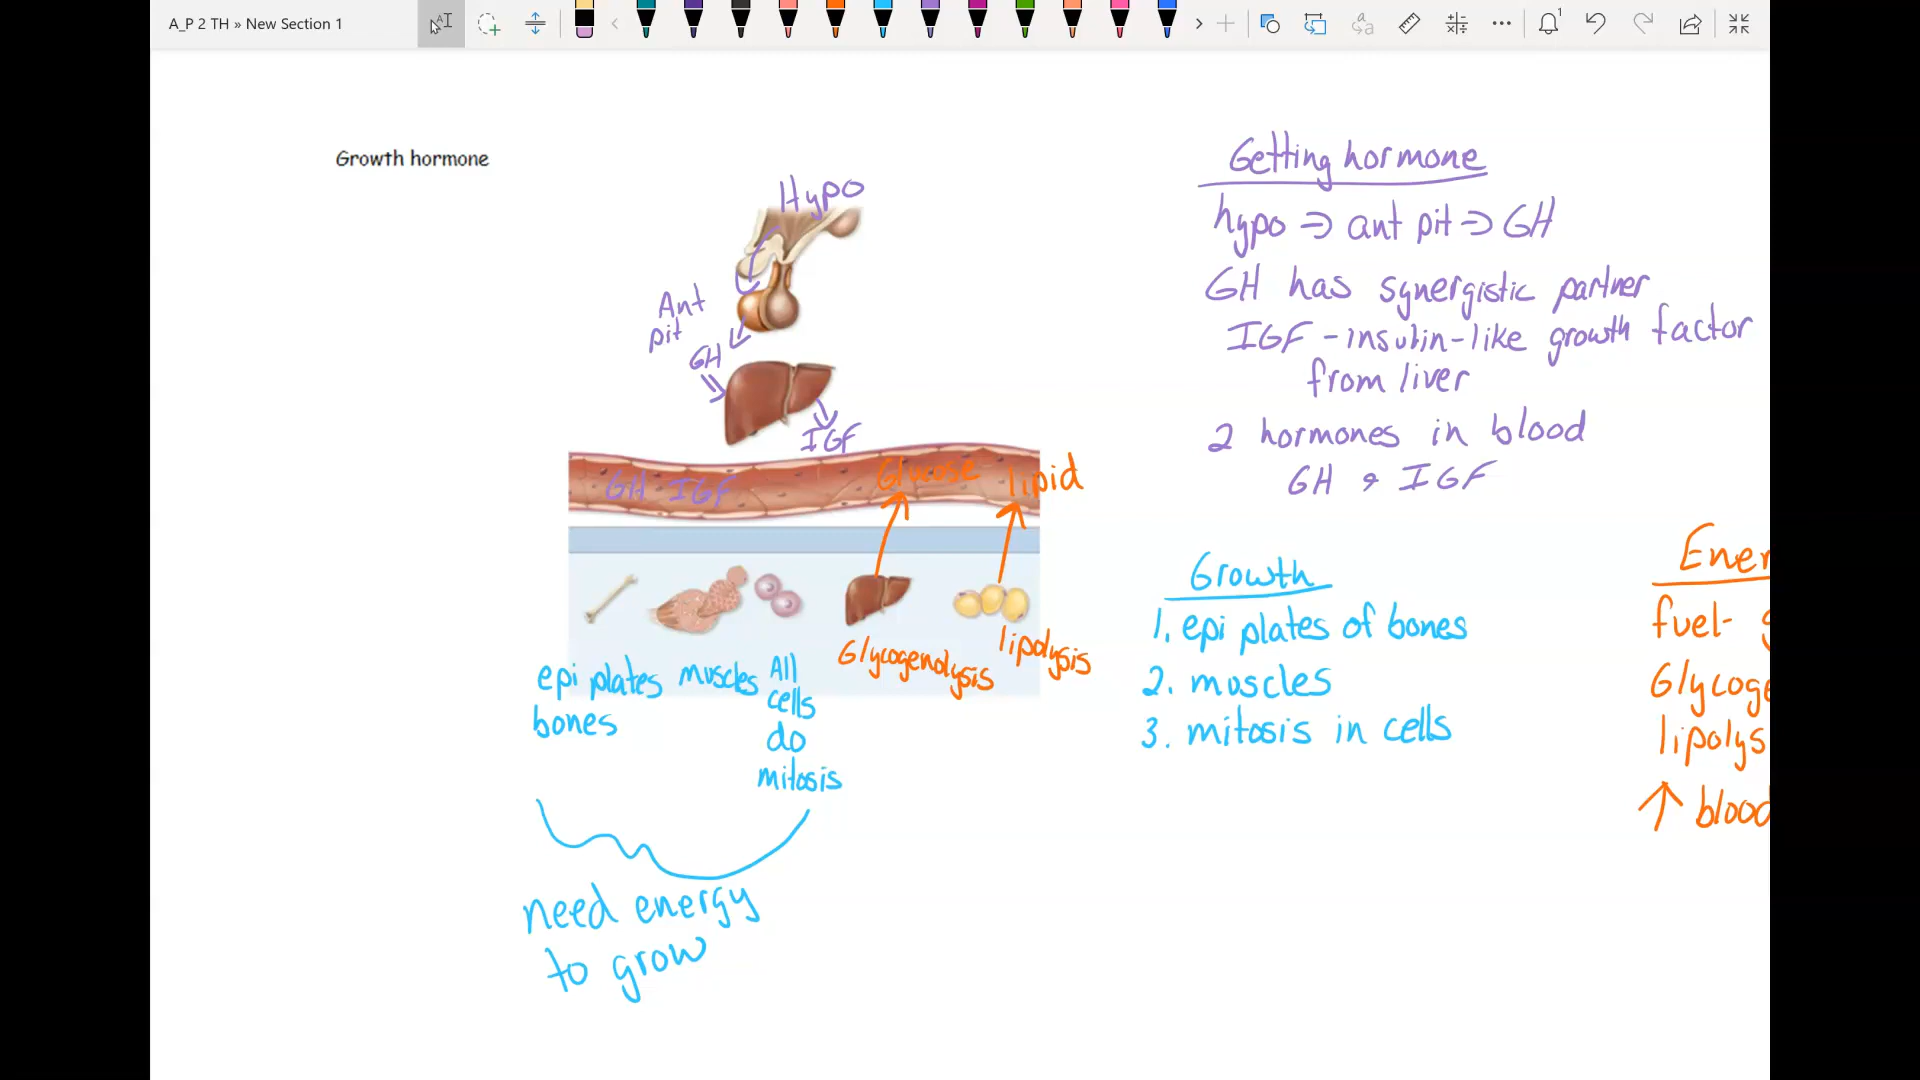 A_P 2 TH » New Section 1
Growth hormone
Hypo
Ant
pit
GH
IGF
GH IGF
Glucose
lipid
Glycogenolysis
lipolysis
epi plates
bones
muscles
All
cells
do
mitosis
need energy
to grow
Getting hormone
hypo ⇒ ant pit ⇒ GH
GH has synergistic partner
IGF - insulin-like growth factor
from liver
2 hormones in blood
GH & IGF
Growth
1. epi plates of bones
2. muscles
3. mitosis in cells
Ener
fuel- g
Glycoge
lipolys
↑ blood